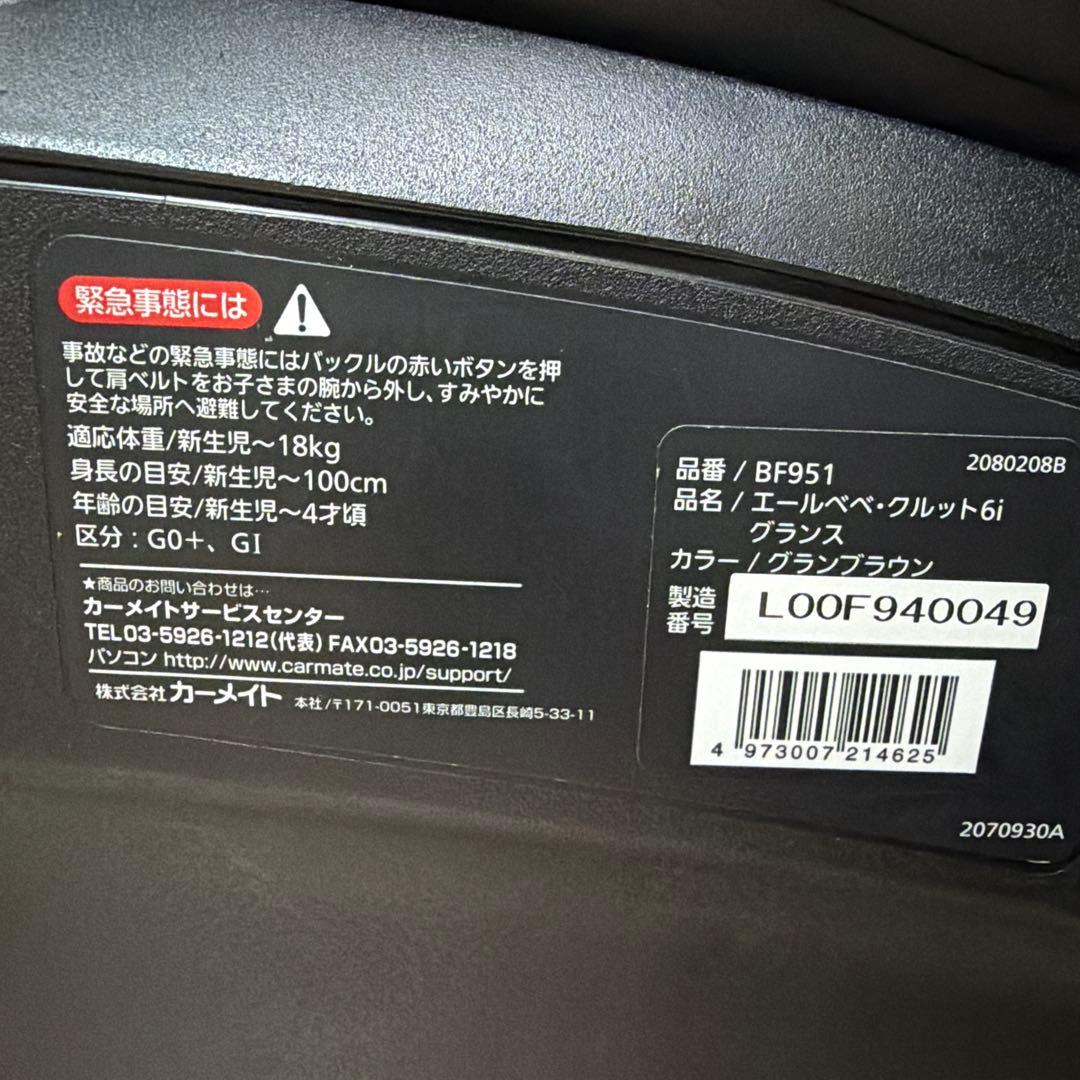 緊急事態には
事故などの緊急事態にはバックルの赤いボタンを押
して肩ベルトをお子さまの腕から外し、すみやかに
安全な場所へ避難してください。
適応体重/新生児〜18kg
身長の目安/新生児〜100cm
年齢の目安/新生児〜4才頃
区分：G0＋、GI
★商品のお問い合わせは…
カーメイトサービスセンター
TEL03-5926-1212(代表) FAX03-5926-1218
パソコン http://www.carmate.co.jp/support/
株式会社カーメイト 本社/〒171-0051東京都豊島区長崎5-33-11
2080208B
品番 / BF951
品名 / エールベベ・クルット6i
グランス
カラー / グランブラウン
製造
番号
L00F940049
4 973007 214625
2070930A